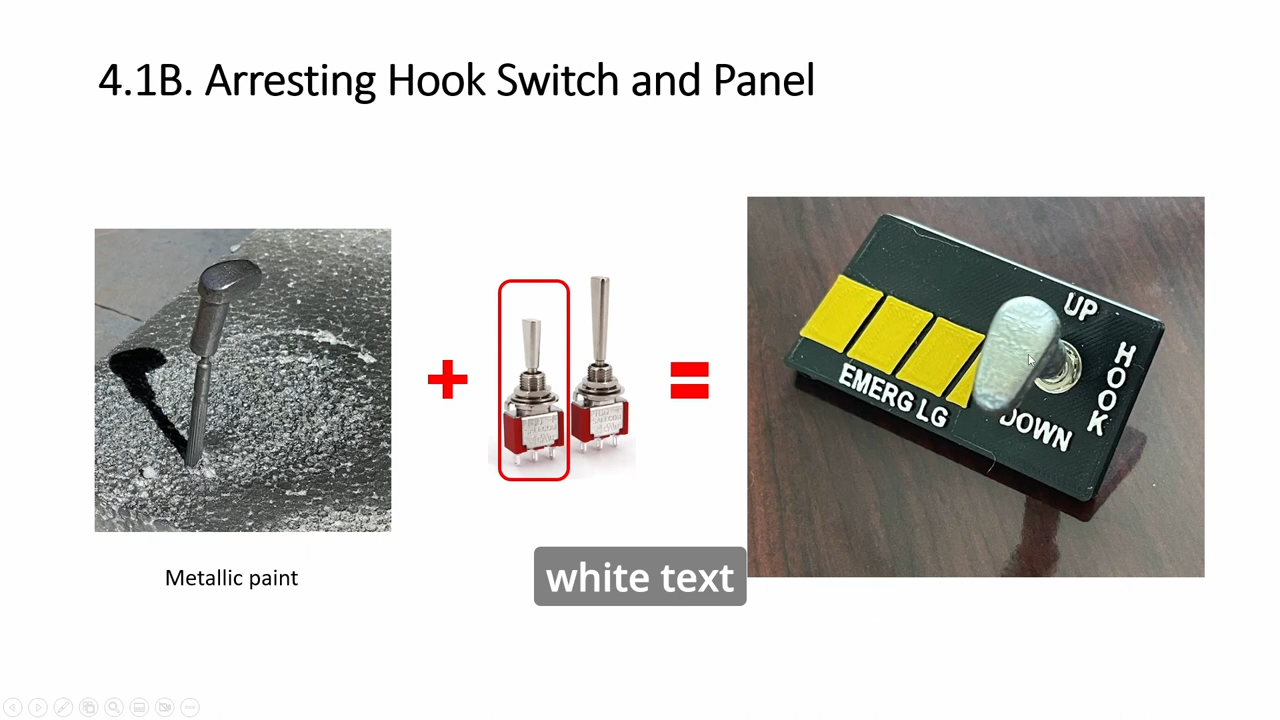 4.1B. Arresting Hook Switch and Panel
UP
HOOK
EMERG LG
DOWN
Metallic paint
white text